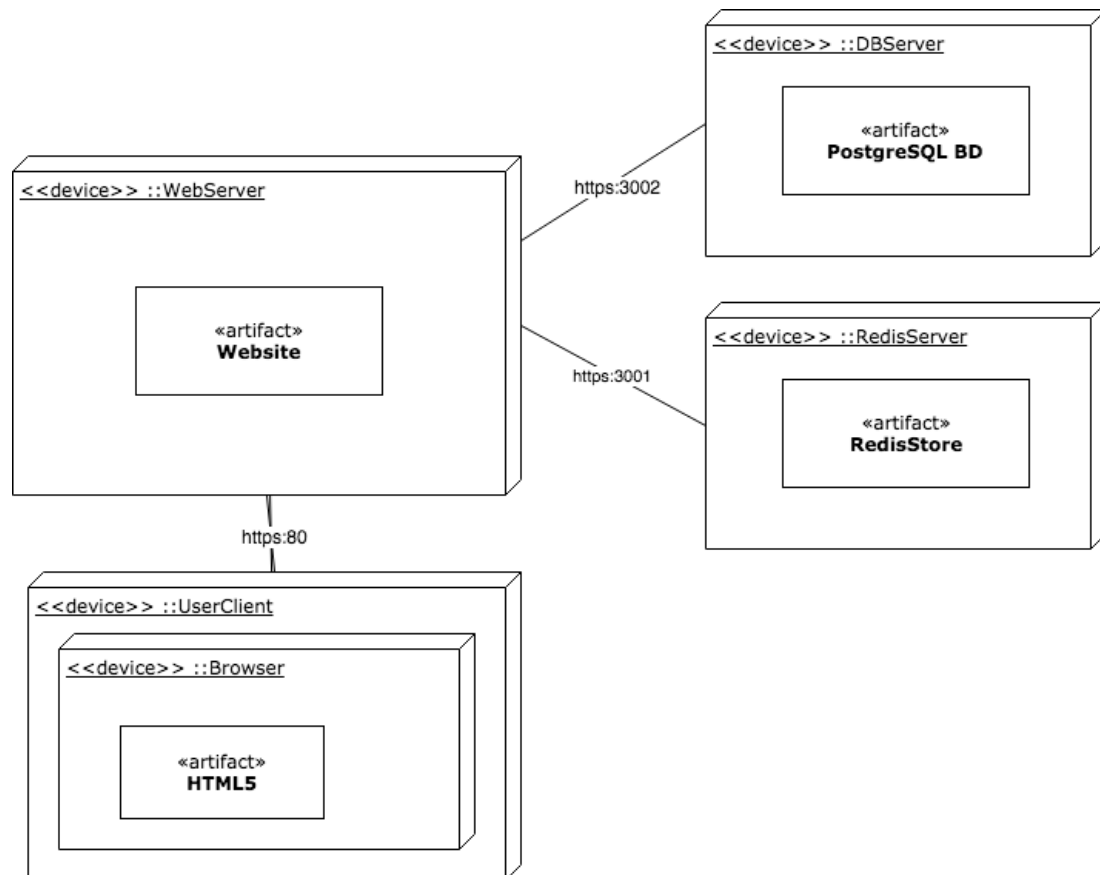 <<device>> ::DBServer
«artifact»
PostgreSQL BD
https:3002
<<device>> ::WebServer
«artifact»
Website
<<device>> ::RedisServer
«artifact»
RedisStore
https:3001
https:80
<<device>> ::UserClient
<<device>> ::Browser
«artifact»
HTML5